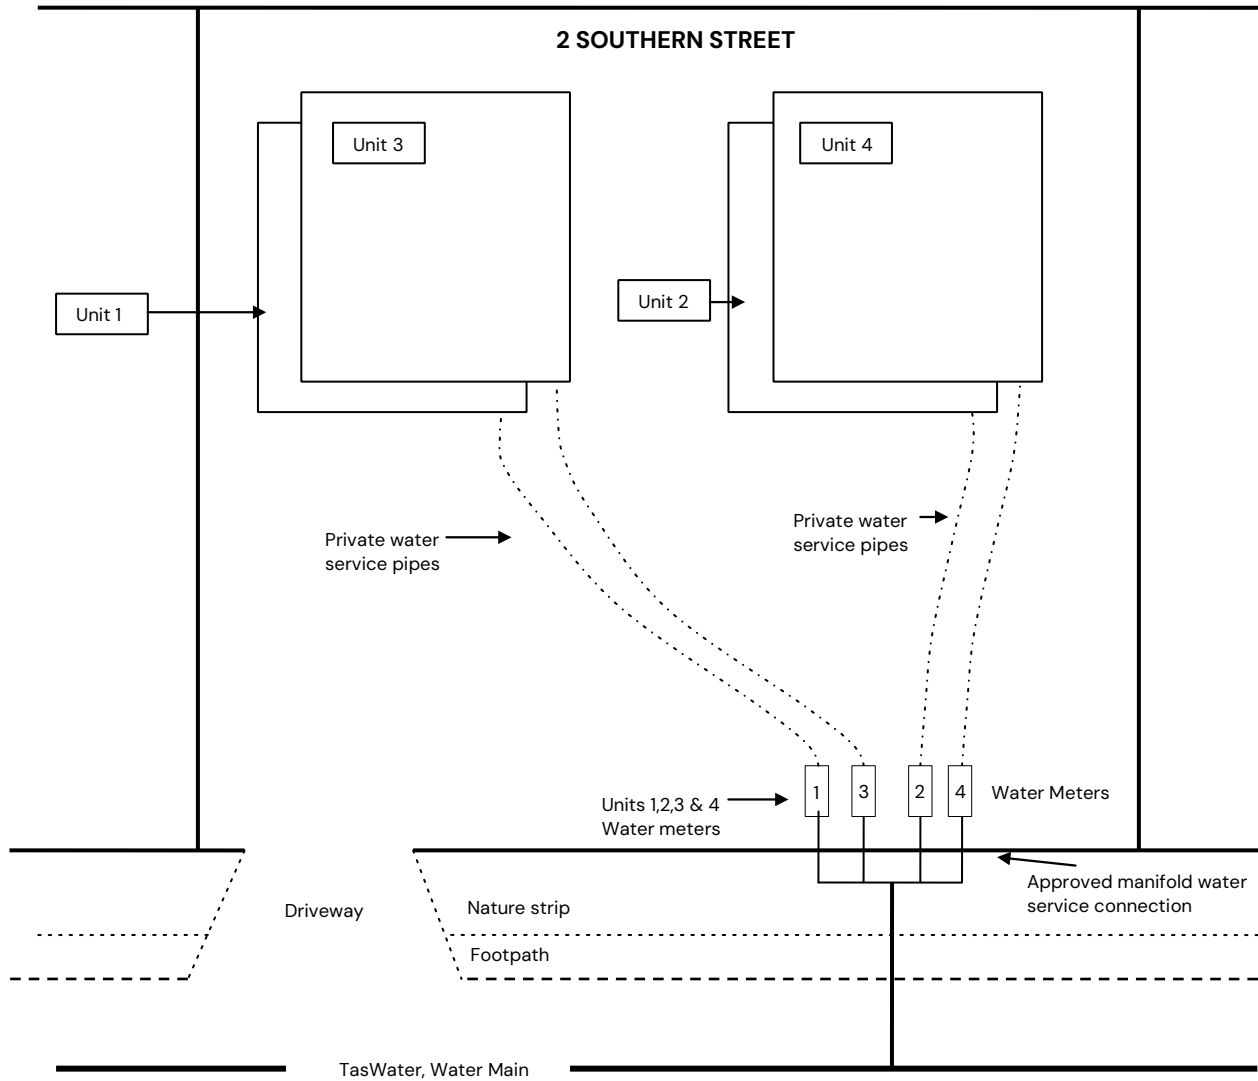 2 SOUTHERN STREET
Unit 3
Unit 4
Unit 1
Unit 2
Private water
service pipes
Private water
service pipes
1
3
2
4
Water Meters
Units 1,2,3 & 4
Water meters
Approved manifold water
service connection
Driveway
Nature strip
Footpath
TasWater, Water Main